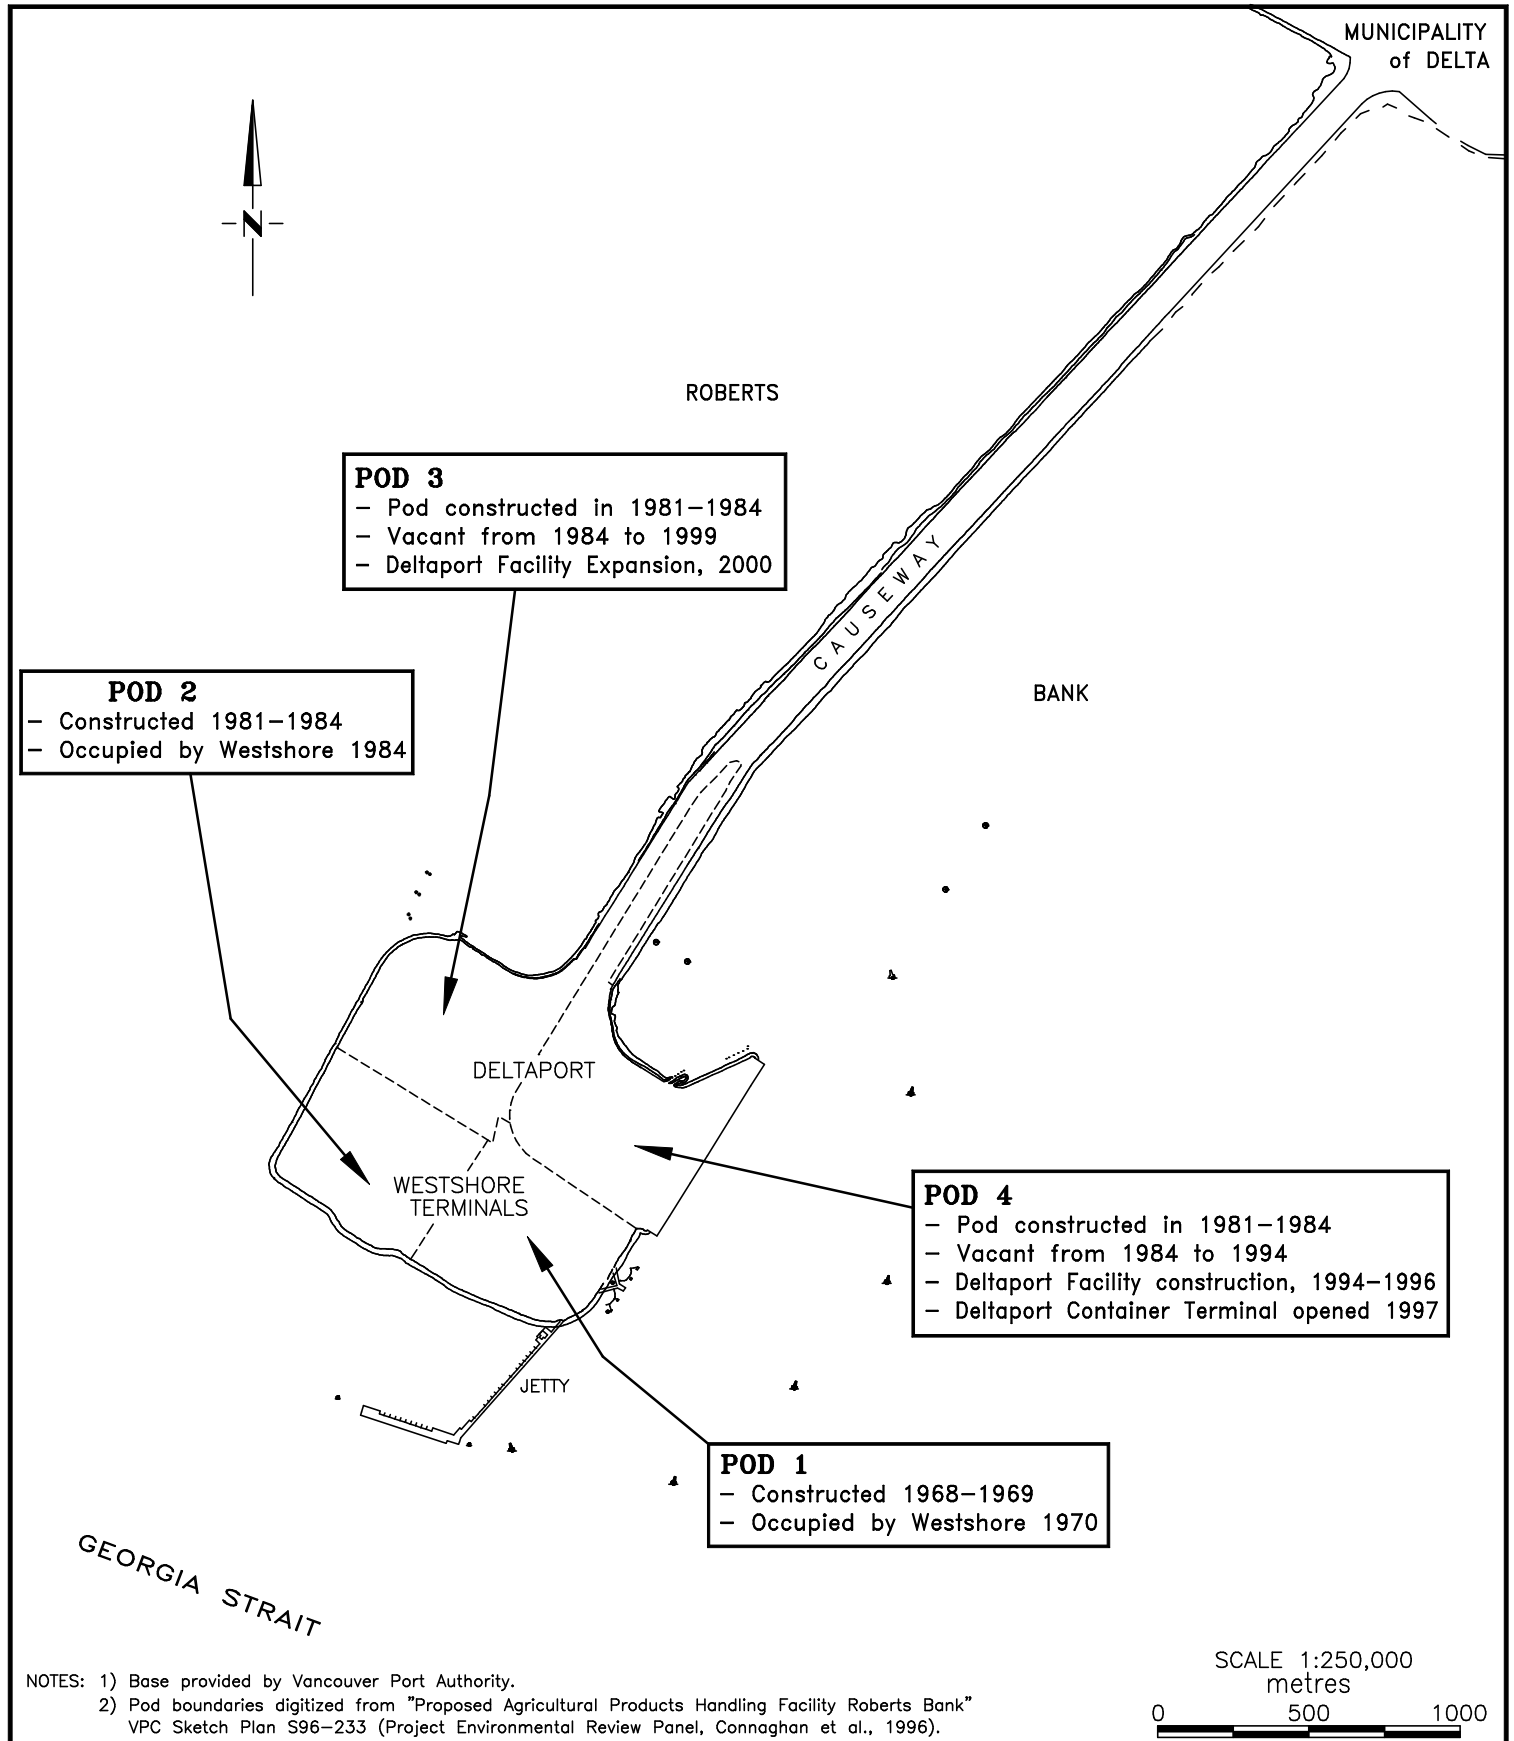 MUNICIPALITY
of DELTA
N
ROBERTS
POD 3
– Pod constructed in 1981–1984
– Vacant from 1984 to 1999
– Deltaport Facility Expansion, 2000
CAUSEWAY
POD 2
– Constructed 1981–1984
– Occupied by Westshore 1984
BANK
DELTAPORT
WESTSHORE
TERMINALS
POD 4
– Pod constructed in 1981–1984
– Vacant from 1984 to 1994
– Deltaport Facility construction, 1994–1996
– Deltaport Container Terminal opened 1997
JETTY
POD 1
– Constructed 1968–1969
– Occupied by Westshore 1970
GEORGIA STRAIT
NOTES: 1) Base provided by Vancouver Port Authority.
2) Pod boundaries digitized from "Proposed Agricultural Products Handling Facility Roberts Bank"
VPC Sketch Plan S96–233 (Project Environmental Review Panel, Connaghan et al., 1996).
SCALE 1:250,000
metres
0 500 1000